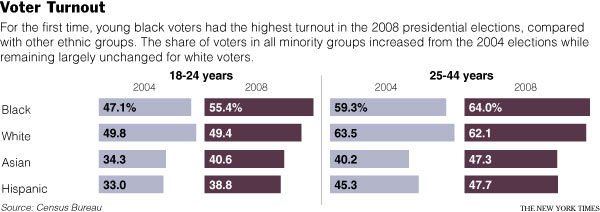 Voter Turnout
For the first time, young black voters had the highest turnout in the 2008 presidential elections, compared
with other ethnic groups. The share of voters in all minority groups increased from the 2004 elections while
remaining largely unchanged for white voters.
18-24 years 25-44 years
2004 2008 2004 2008
Black 47.1% 55.4% 59.3% 64.0%
White 49.8 49.4 63.5 62.1
Asian 34.3 40.6 40.2 47.3
Hispanic 33.0 38.8 45.3 47.7
Source: Census Bureau THE NEW YORK TIMES